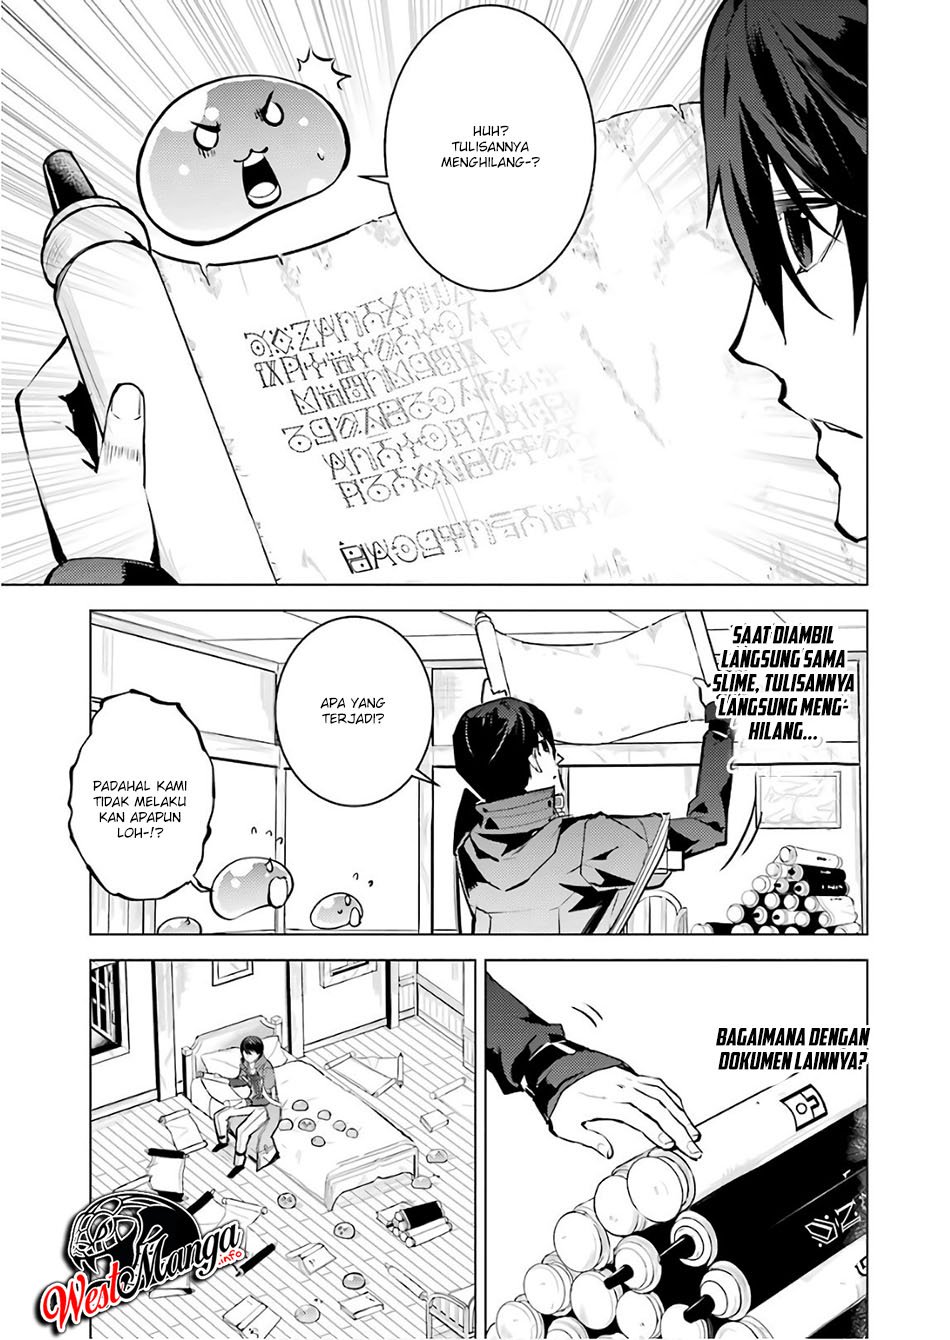 HUH?
TULISANNYA
MENGHILANG-?
SAAT DIAMBIL
LANGSUNG SAMA
SLIME, TULISANNYA
LANGSUNG MENG-
HILANG...
APA YANG
TERJADI?
PADAHAL KAMI
TIDAK MELAKU
KAN APAPUN
LOH-!?
BAGAIMANA DENGAN
DOKUMEN LAINNYA?
WestManga
.info